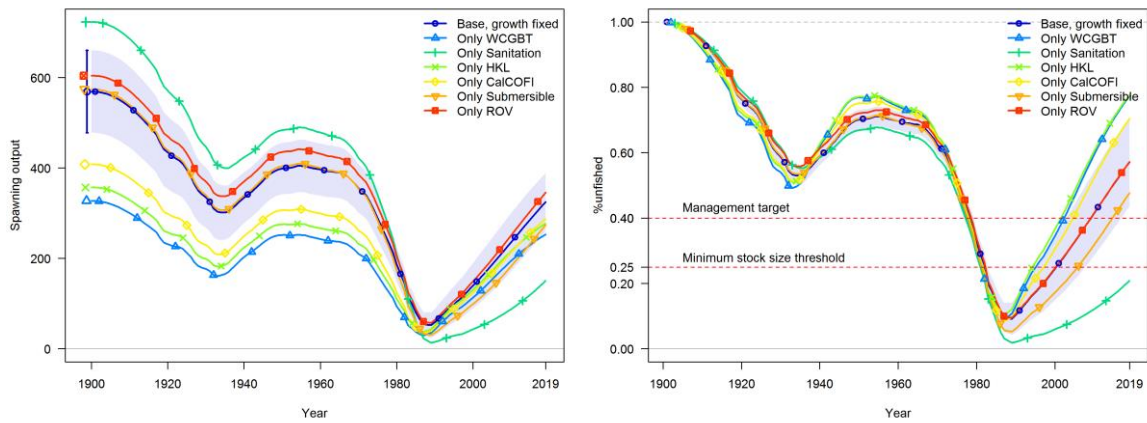 Base, growth fixed
Only WCGBT
Only Sanitation
Only HKL
Only CalCOFI
Only Submersible
Only ROV
Spawning output
600
400
200
0
1900
1920
1940
1960
1980
2000
2019
Year
Base, growth fixed
Only WCGBT
Only Sanitation
Only HKL
Only CalCOFI
Only Submersible
Only ROV
%unfished
1.00
0.80
0.60
0.40
0.25
0.20
0.00
Management target
Minimum stock size threshold
1900
1920
1940
1960
1980
2000
2019
Year